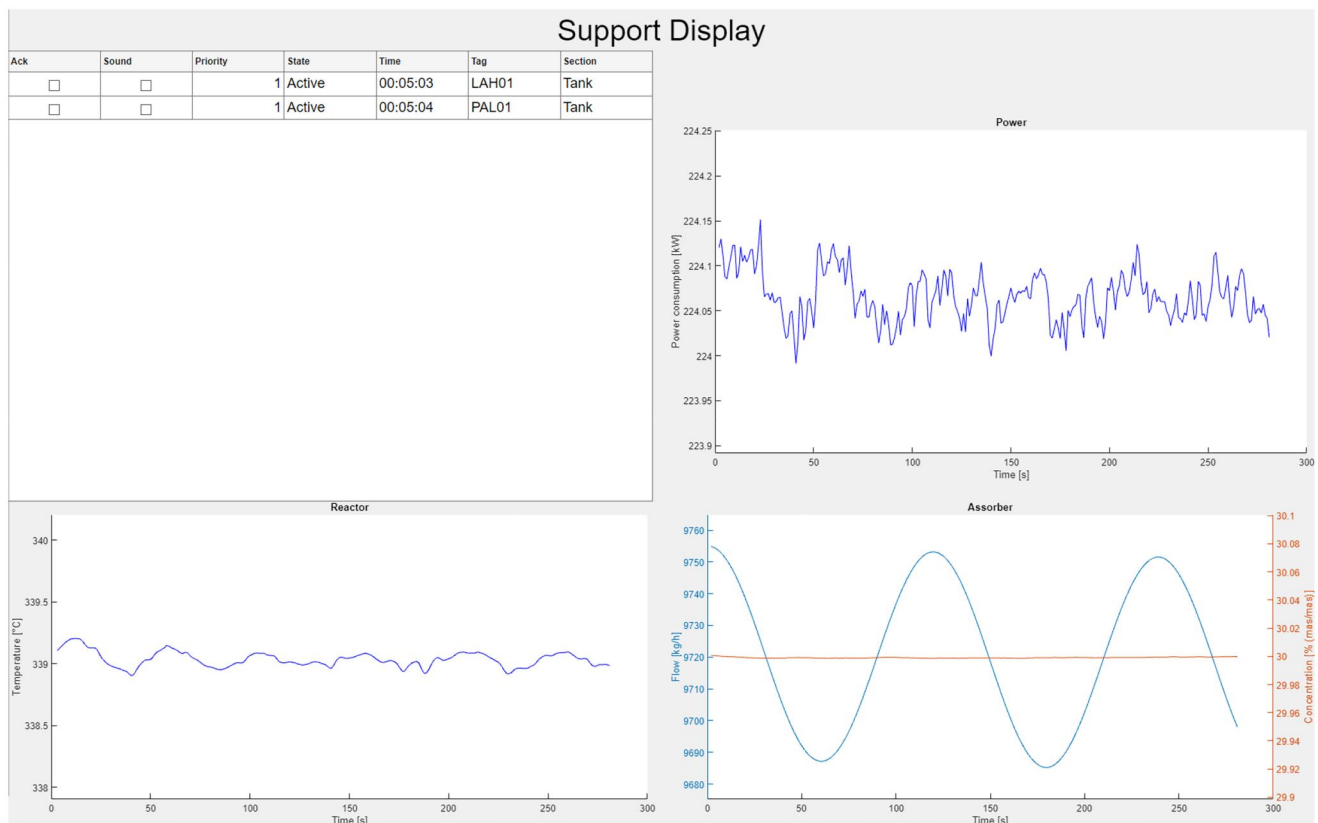 Support Display
Ack Sound Priority State Time Tag Section
1 Active 00:05:03 LAH01 Tank
1 Active 00:05:04 PAL01 Tank
Power
224.25
224.2
224.15
224.1
224.05
224
223.95
223.9
Power consumption [kW]
0 50 100 150 200 250 300
Time [s]
Reactor
340
339.5
339
338.5
338
Temperature [°C]
0 50 100 150 200 250 300
Time [s]
Assorber
9760
9750
9740
9730
9720
9710
9700
9690
9680
Flow [kg/h]
30.1
30.08
30.06
30.04
30.02
30
29.98
29.96
29.94
29.92
29.9
Concentration [% (mas/mas)]
0 50 100 150 200 250 300
Time [s]